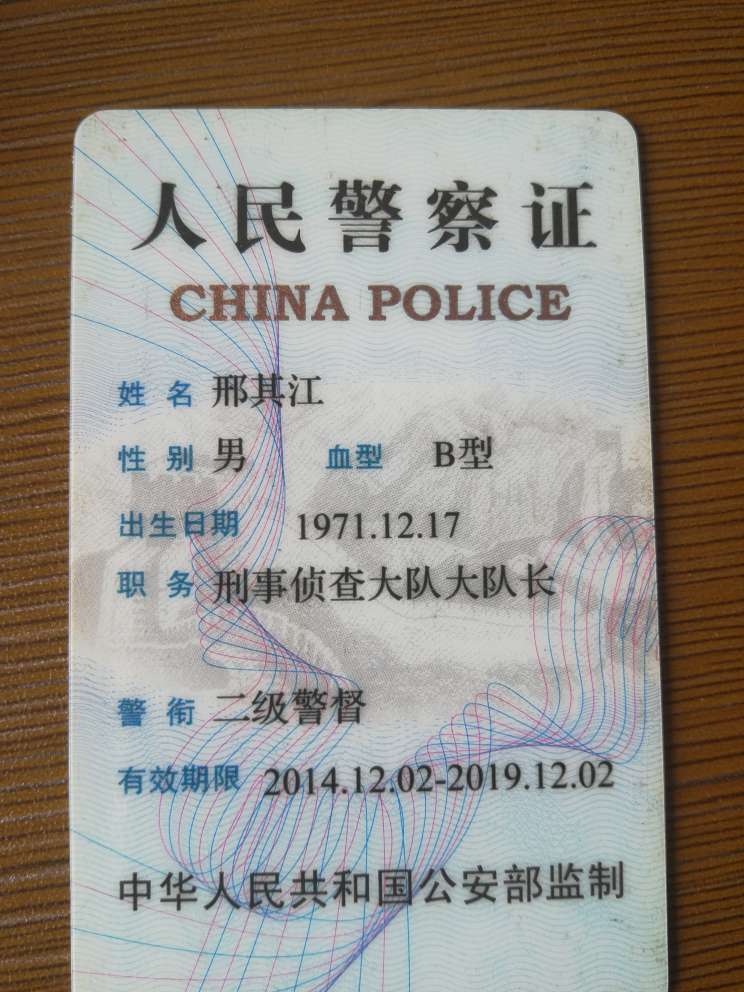 人民警察证
CHINA POLICE
姓名 邢其江
性别 男 血型 B型
出生日期 1971.12.17
职务 刑事侦查大队大队长
警衔 二级警督
有效期限 2014.12.02-2019.12.02
中华人民共和国公安部监制